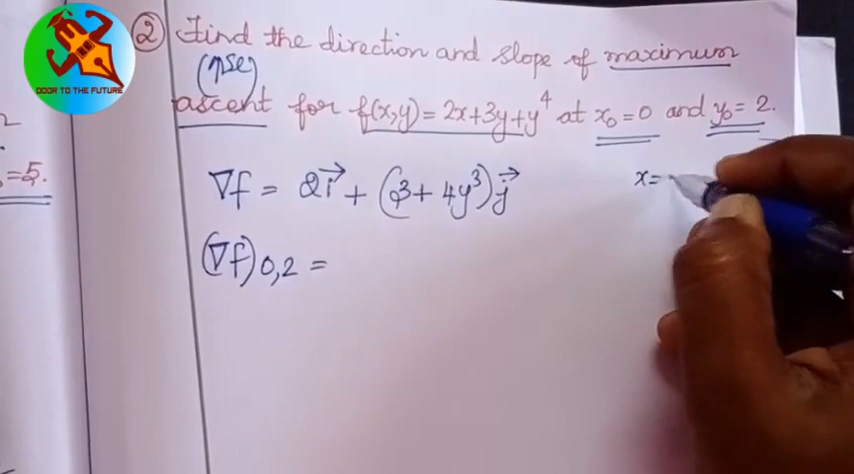 DOOR TO THE FUTURE
② Find the direction and slope of maximum
(rise)
ascent for f(x,y) = 2x+3y+y⁴ at x₀ = 0 and y₀ = 2.
=5.
∇f = 2i⃗ + (3 + 4y³)j⃗
x=
(∇f)0,2 =